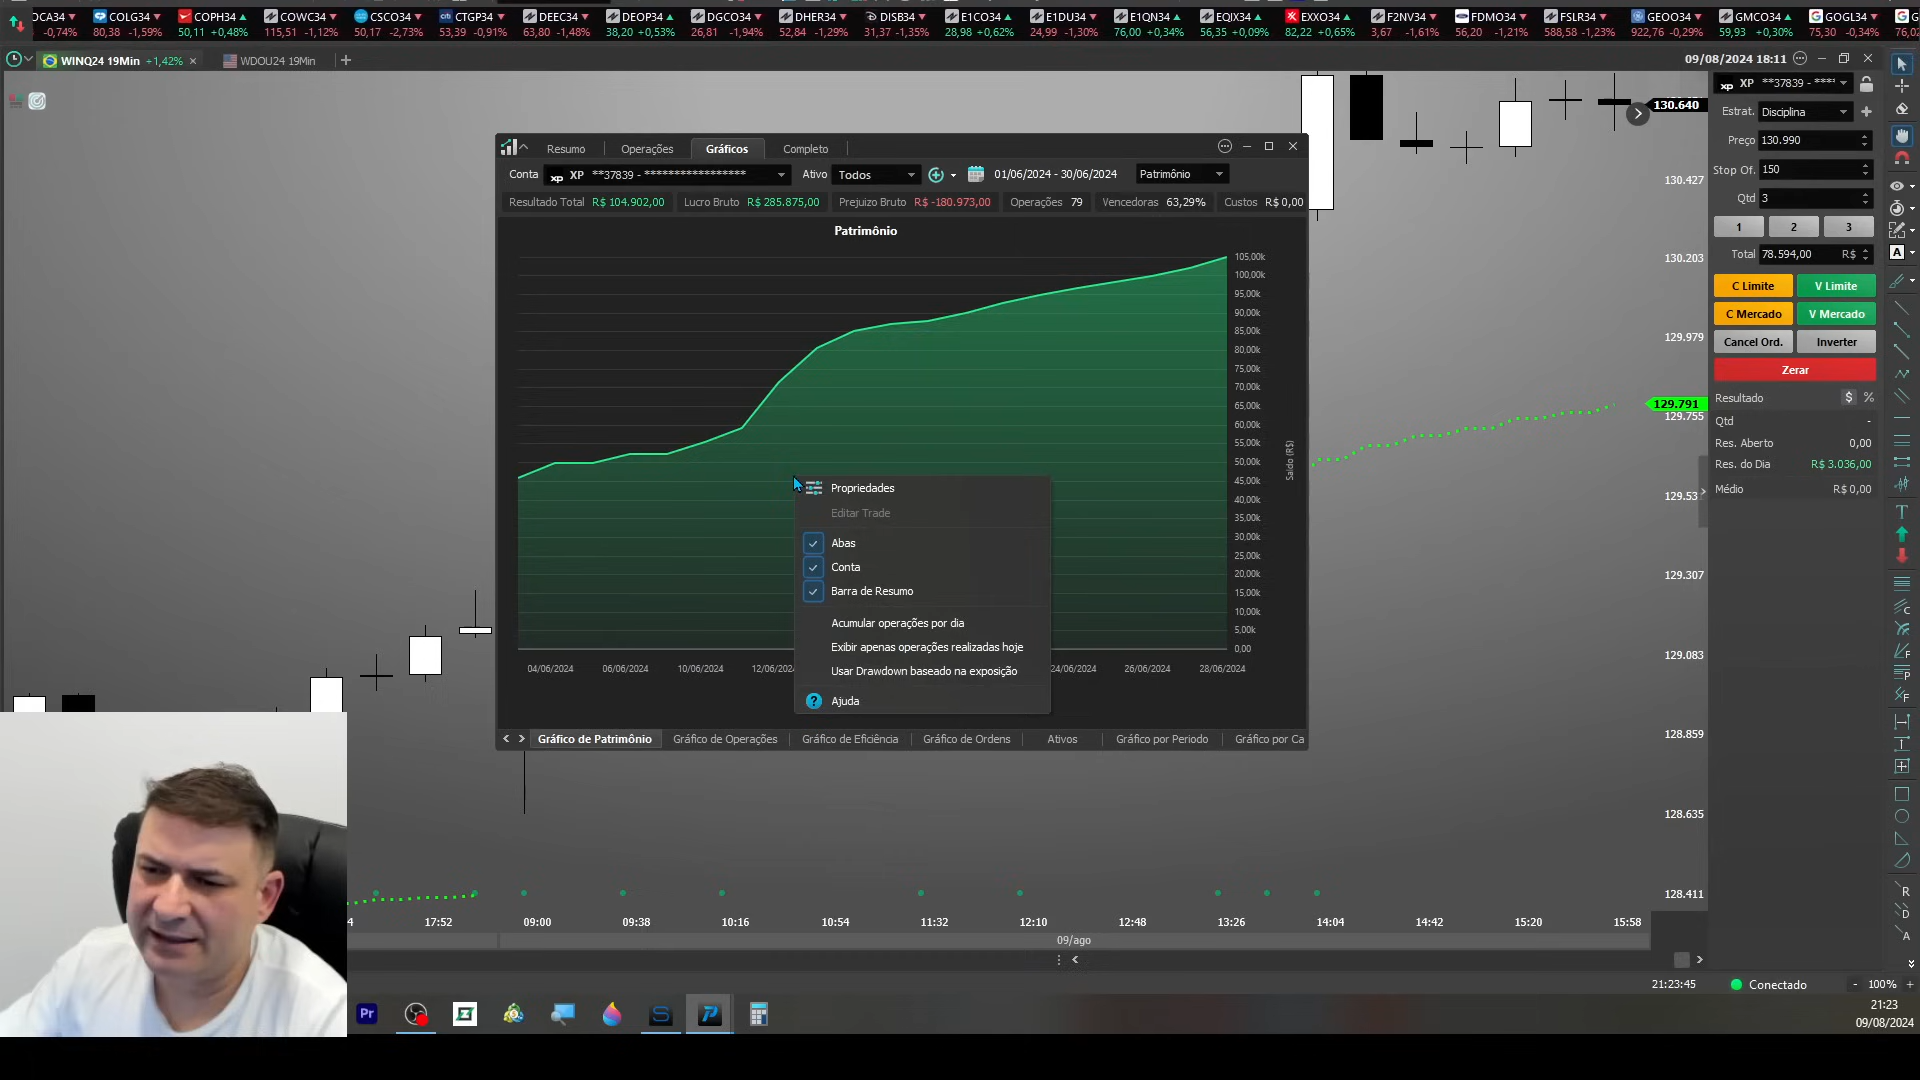 OCA34 COLG34 COPH34 COWC34 CSCO34 CTGP34 DEEC34 DEOP34 DGCO34 DHER34 DISB34 E1CO34 E1DU34 E1QN34 EQIX34 EXXO34 F2NV34 FDMO34 FSLR34 GEOO34 GMCO34 GOGL34
-0,74% 80,38 -1,59% 50,11 +0,48% 115,51 -1,12% 50,17 -2,73% 53,39 -0,91% 63,80 -1,48% 38,20 +0,53% 26,81 -1,94% 52,84 -1,29% 31,37 -1,35% 28,98 +0,62% 24,99 -1,30% 76,00 +0,34% 56,35 +0,09% 82,22 +0,65% 3,67 -1,61% 56,20 -1,21% 588,58 -1,23% 922,76 -0,29% 59,93 +0,30% 75,30 -0,34% 76,0
WINQ24 19Min +1,42% × WDOU24 19Min +
09/08/2024 18:11
XP **37839 - ****
Estrat. Disciplina
Preço 130.990
Stop Of. 150
Qtd 3
1 2 3
Total 78.594,00 R$
C Limite V Limite
C Mercado V Mercado
Cancel Ord. Inverter
Zerar
Resultado $ %
Qtd -
Res. Aberto 0,00
Res. do Dia R$ 3.036,00
Médio R$ 0,00
130.640
130.427
130.203
129.979
129.791
129.755
129.53
129.307
129.083
128.859
128.635
128.411
Resumo Operações Gráficos Completo
Conta XP **37839 - ***************** Ativo Todos 01/06/2024 - 30/06/2024 Patrimônio
Resultado Total R$ 104.902,00 Lucro Bruto R$ 285.875,00 Prejuizo Bruto R$ -180.973,00 Operações 79 Vencedoras 63,29% Custos R$ 0,00
Patrimônio
105,00k
100,00k
95,00k
90,00k
85,00k
80,00k
75,00k
70,00k
65,00k
60,00k
55,00k
50,00k
45,00k
40,00k
35,00k
30,00k
25,00k
20,00k
15,00k
10,00k
5,00k
0,00
Saldo (R$)
Propriedades
Editar Trade
Abas
Conta
Barra de Resumo
Acumular operações por dia
Exibir apenas operações realizadas hoje
Usar Drawdown baseado na exposição
Ajuda
04/06/2024 06/06/2024 10/06/2024 12/06/202 24/06/2024 26/06/2024 28/06/2024
Gráfico de Patrimônio Gráfico de Operações Gráfico de Eficiência Gráfico de Ordens Ativos Gráfico por Periodo Gráfico por Ca
4 17:52 09:00 09:38 10:16 10:54 11:32 12:10 12:48 13:26 14:04 14:42 15:20 15:58
09/ago
21:23:45 Conectado - 100% +
Pr
21:23
09/08/2024